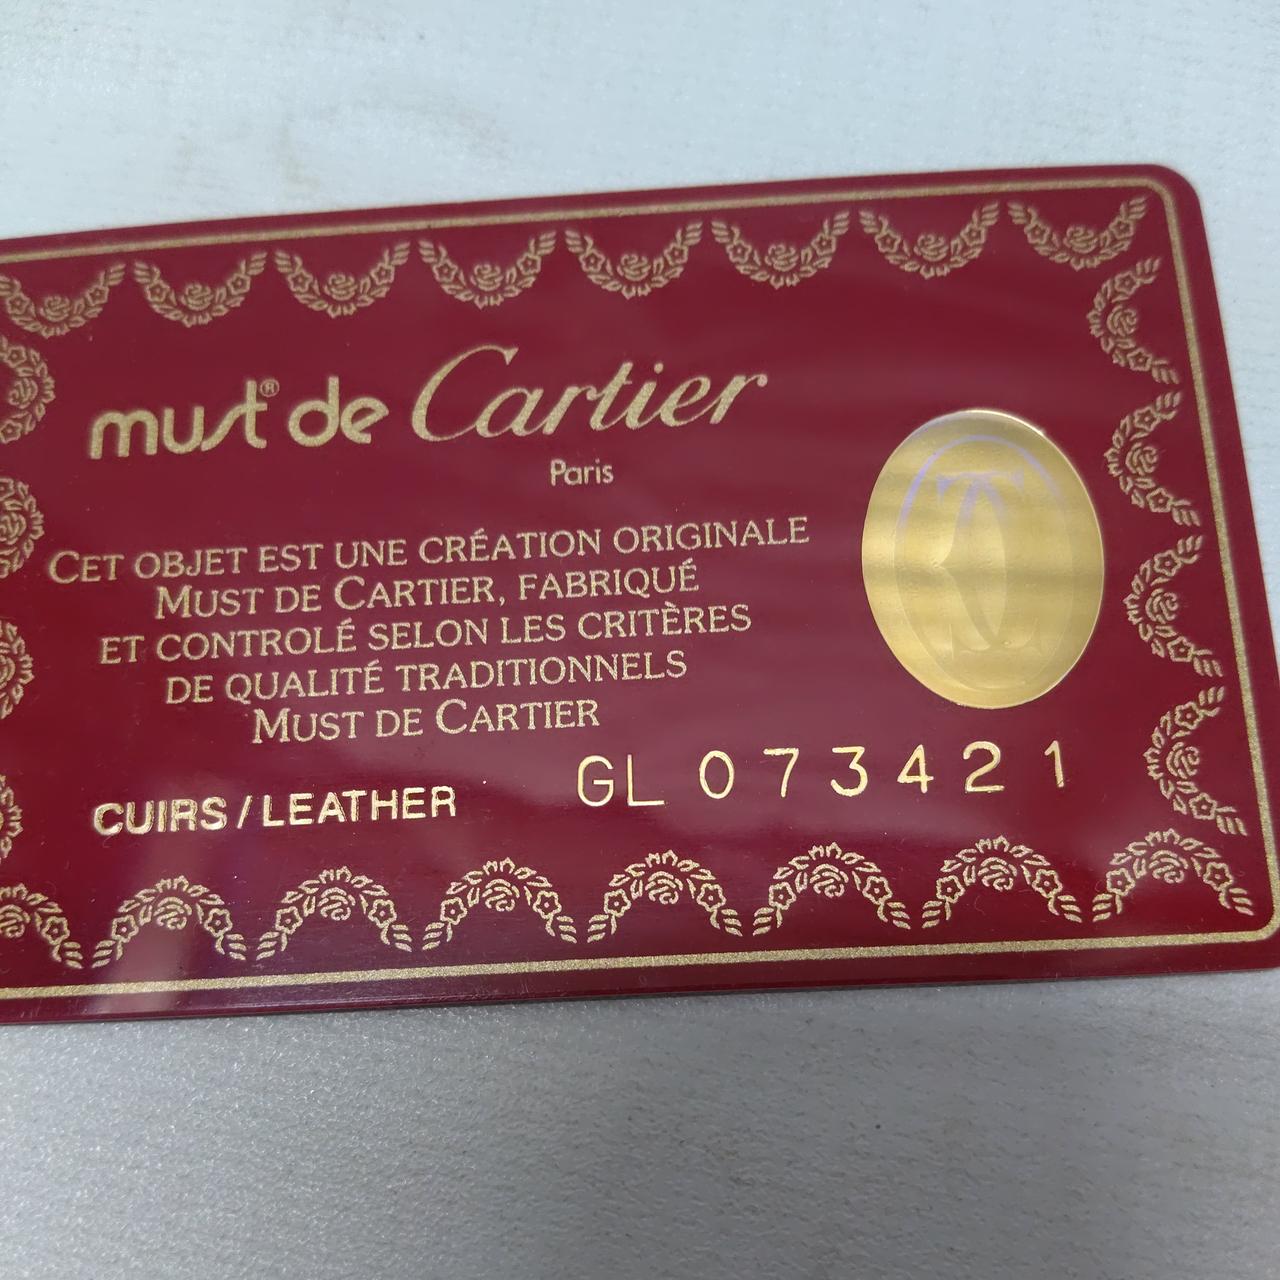 must® de Cartier
Paris
CET OBJET EST UNE CRÉATION ORIGINALE
MUST DE CARTIER, FABRIQUÉ
ET CONTROLÉ SELON LES CRITÈRES
DE QUALITÉ TRADITIONNELS
MUST DE CARTIER
CUIRS / LEATHER GL 073421